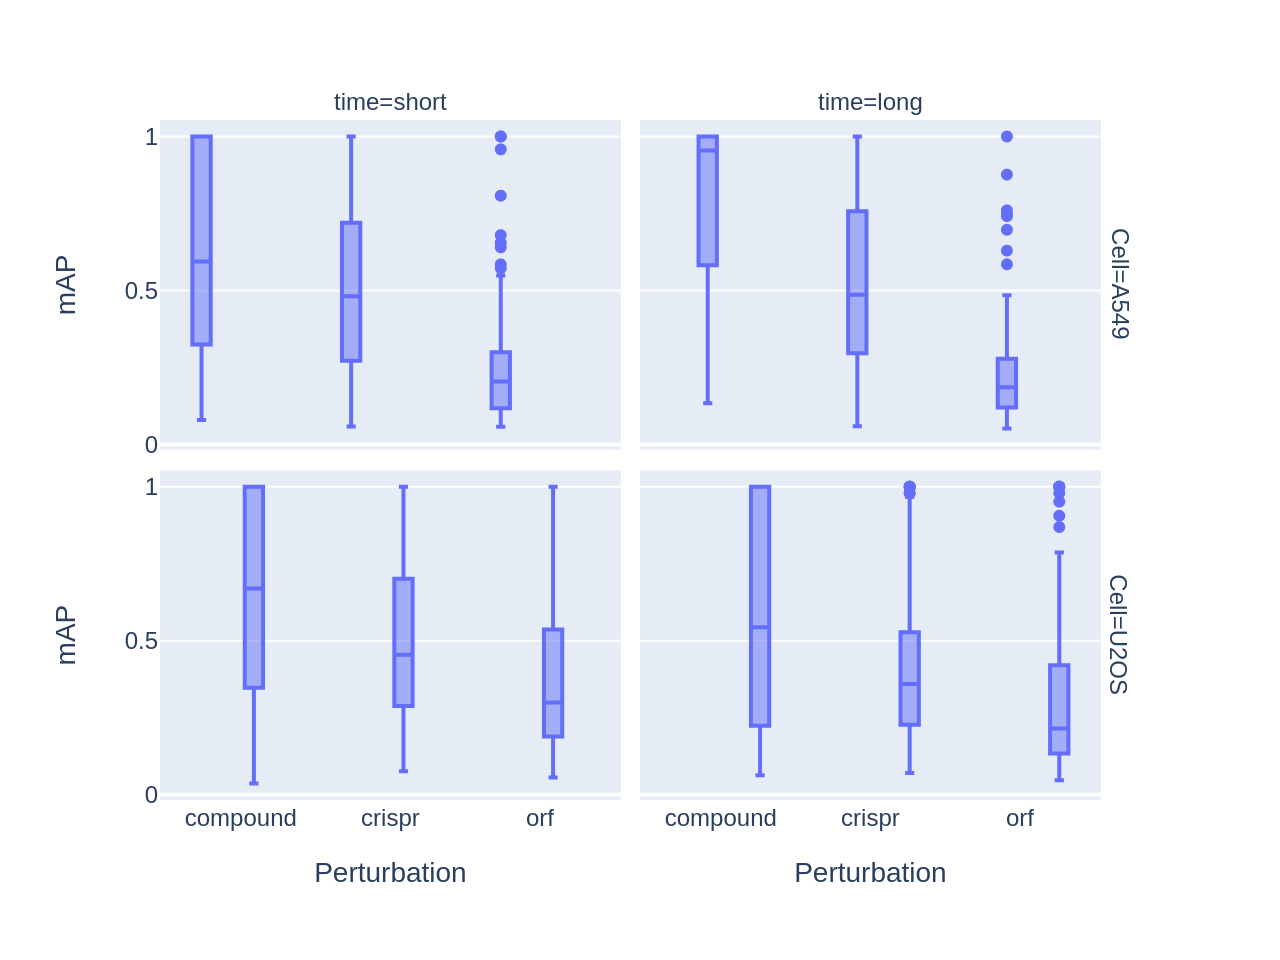 time=short
time=long
1
0.5
0
mAP
Cell=A549
1
0.5
0
mAP
Cell=U2OS
compound
crispr
orf
compound
crispr
orf
Perturbation
Perturbation